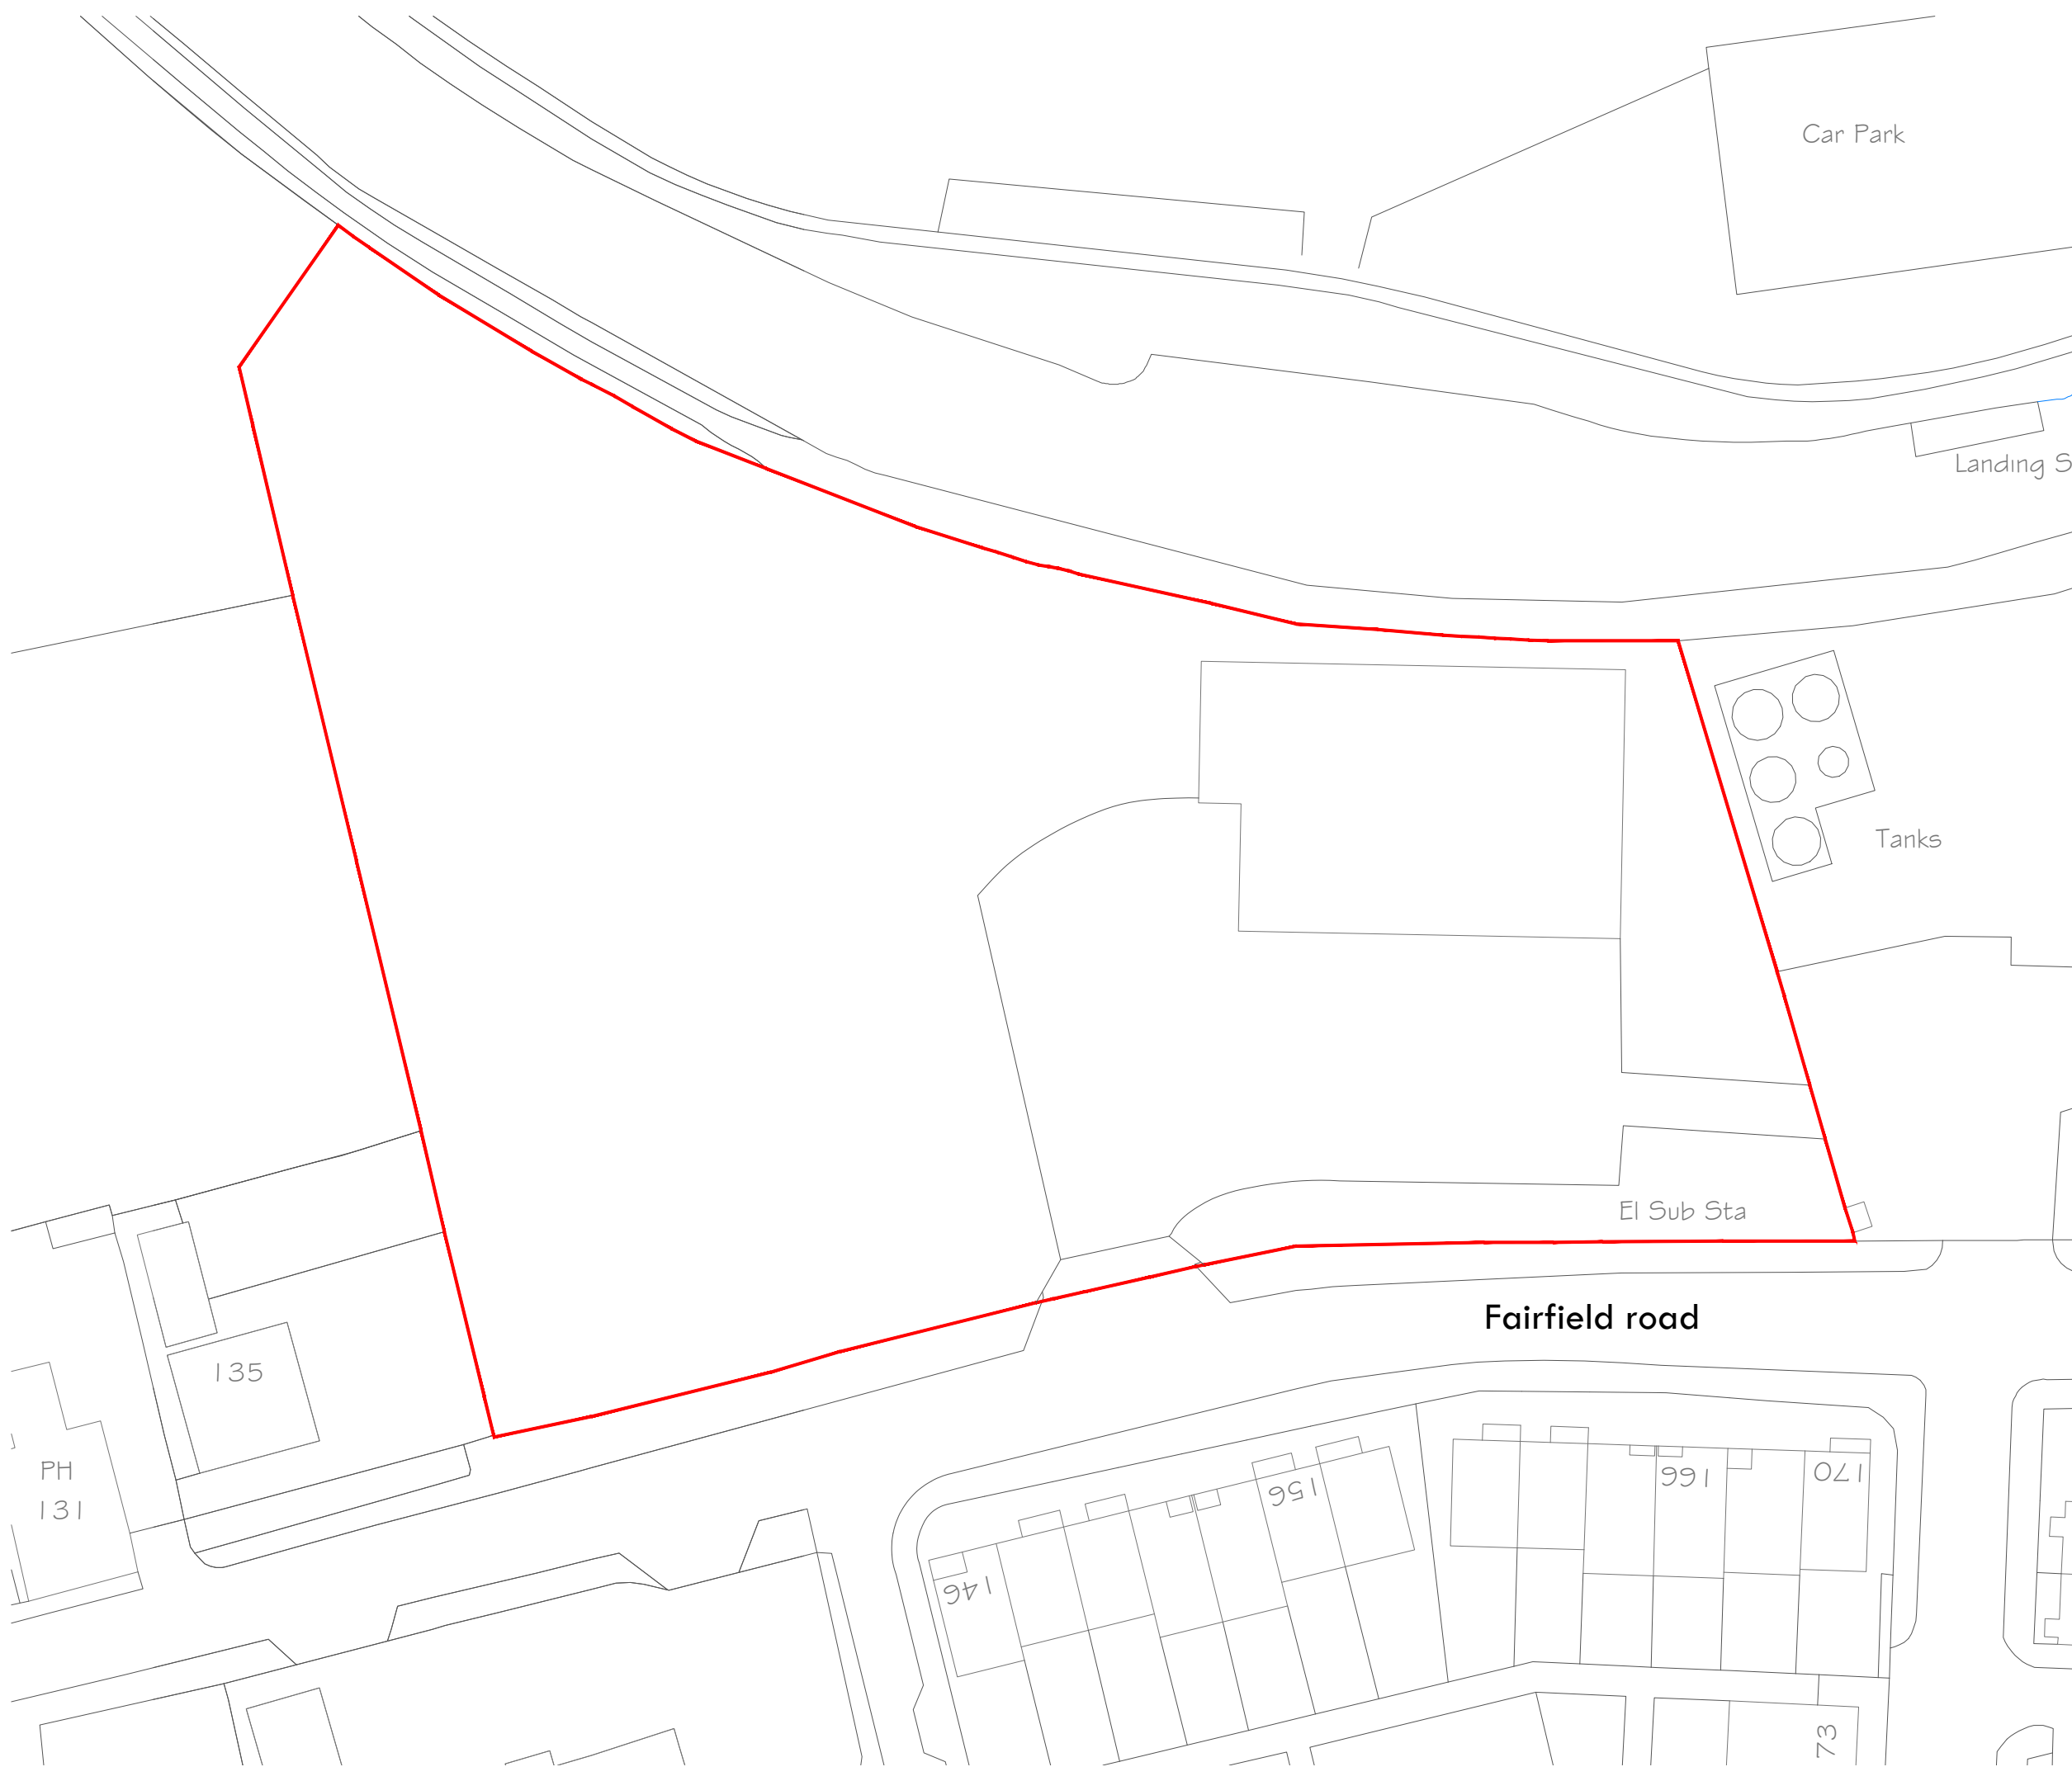 Car Park
Landing S
Tanks
El Sub Sta
Fairfield road
135
PH
131
146
156
166
170
73